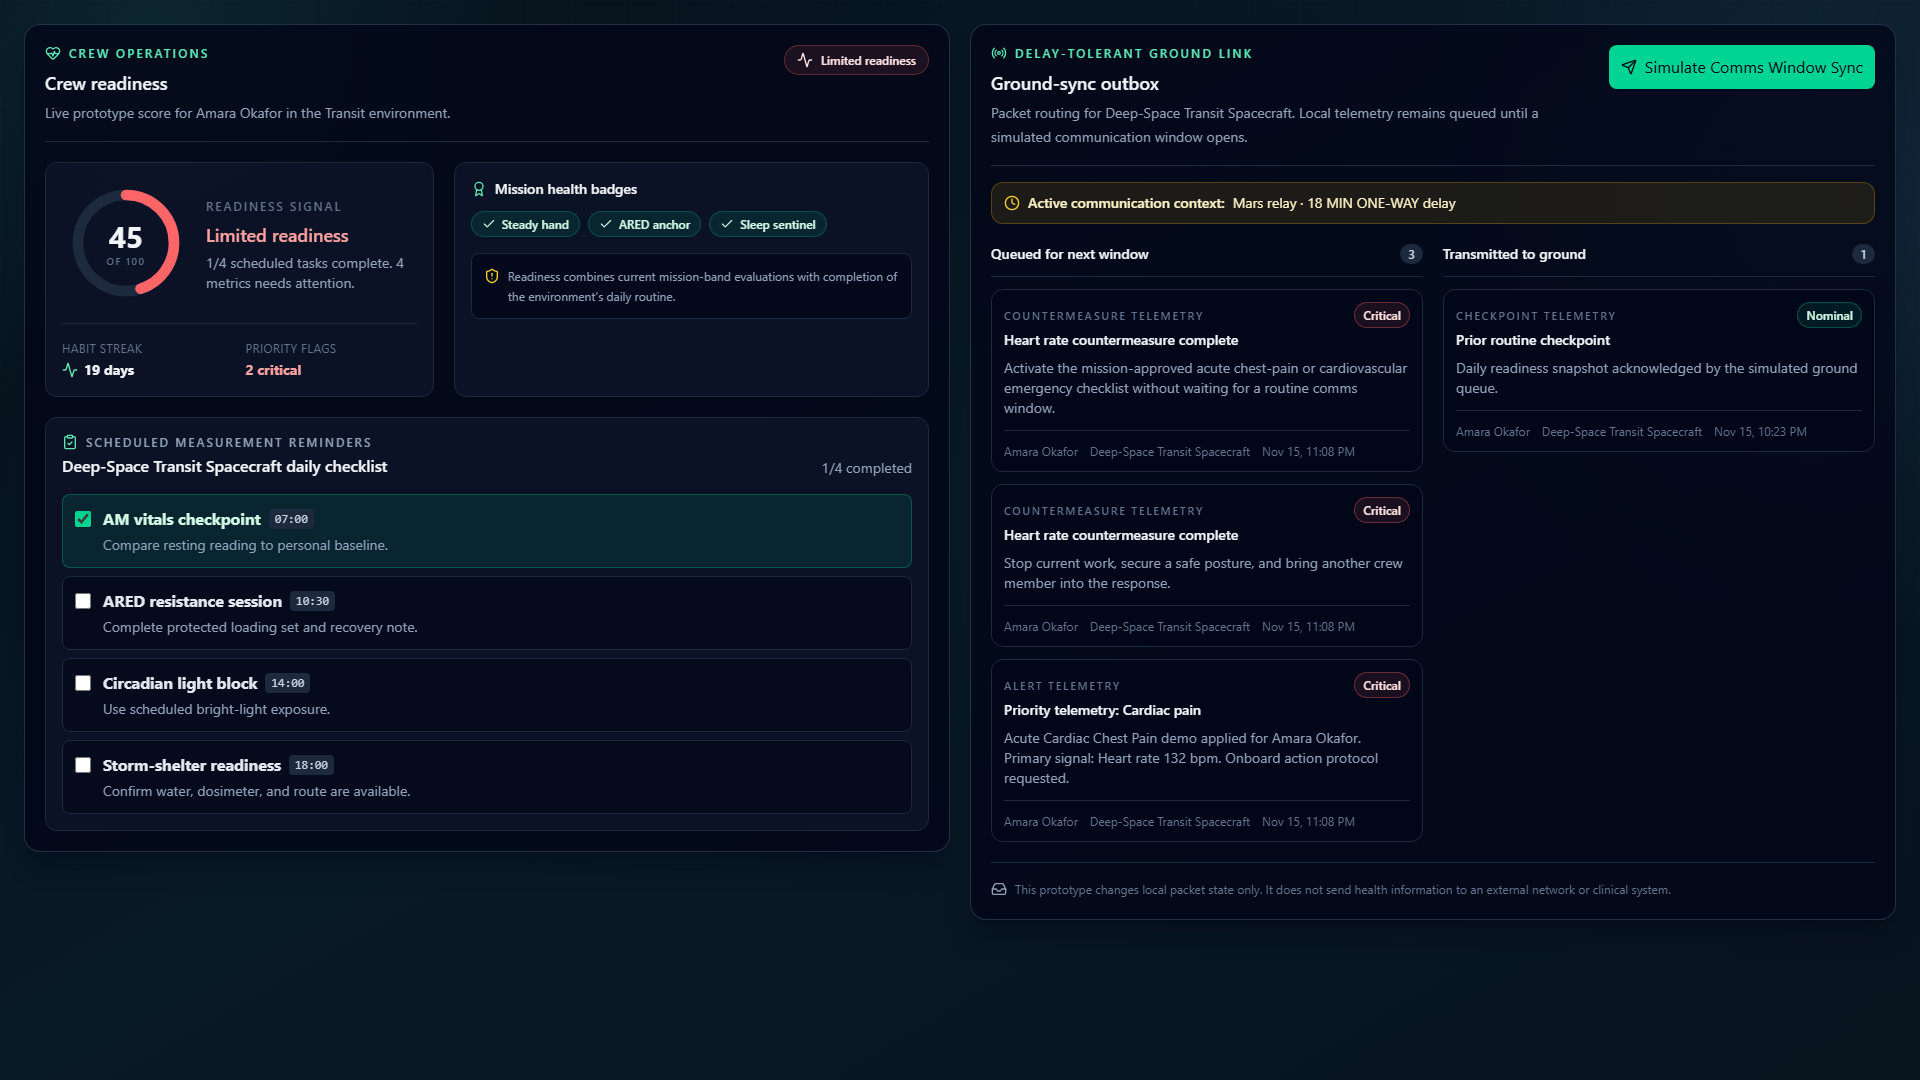 CREW OPERATIONS
Crew readiness
Live prototype score for Amara Okafor in the Transit environment.
Limited readiness
45
OF 100
READINESS SIGNAL
Limited readiness
1/4 scheduled tasks complete. 4
metrics needs attention.
HABIT STREAK
19 days
PRIORITY FLAGS
2 critical
Mission health badges
Steady hand
ARED anchor
Sleep sentinel
Readiness combines current mission-band evaluations with completion of
the environment's daily routine.
SCHEDULED MEASUREMENT REMINDERS
Deep-Space Transit Spacecraft daily checklist
1/4 completed
AM vitals checkpoint 07:00
Compare resting reading to personal baseline.
ARED resistance session 10:30
Complete protected loading set and recovery note.
Circadian light block 14:00
Use scheduled bright-light exposure.
Storm-shelter readiness 18:00
Confirm water, dosimeter, and route are available.
DELAY-TOLERANT GROUND LINK
Ground-sync outbox
Packet routing for Deep-Space Transit Spacecraft. Local telemetry remains queued until a
simulated communication window opens.
Simulate Comms Window Sync
Active communication context: Mars relay · 18 MIN ONE-WAY delay
Queued for next window 3
COUNTERMEASURE TELEMETRY
Critical
Heart rate countermeasure complete
Activate the mission-approved acute chest-pain or cardiovascular
emergency checklist without waiting for a routine comms
window.
Amara Okafor Deep-Space Transit Spacecraft Nov 15, 11:08 PM
COUNTERMEASURE TELEMETRY
Critical
Heart rate countermeasure complete
Stop current work, secure a safe posture, and bring another crew
member into the response.
Amara Okafor Deep-Space Transit Spacecraft Nov 15, 11:08 PM
ALERT TELEMETRY
Critical
Priority telemetry: Cardiac pain
Acute Cardiac Chest Pain demo applied for Amara Okafor.
Primary signal: Heart rate 132 bpm. Onboard action protocol
requested.
Amara Okafor Deep-Space Transit Spacecraft Nov 15, 11:08 PM
Transmitted to ground 1
CHECKPOINT TELEMETRY
Nominal
Prior routine checkpoint
Daily readiness snapshot acknowledged by the simulated ground
queue.
Amara Okafor Deep-Space Transit Spacecraft Nov 15, 10:23 PM
This prototype changes local packet state only. It does not send health information to an external network or clinical system.